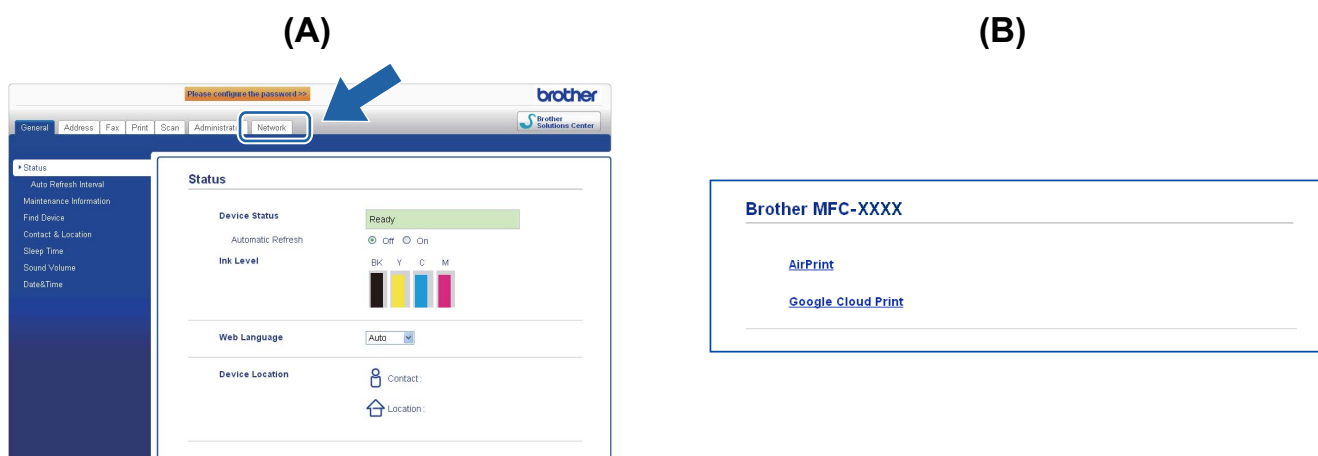 (A)
(B)
Please configure the password >>
brother
General Address Fax Print Scan Administrat Network
Brother
Solutions Center
Status
Auto Refresh Interval
Maintenance Information
Find Device
Contact & Location
Sleep Time
Sound Volume
Date&Time
Status
Device Status Ready
Automatic Refresh Off On
Ink Level BK Y C M
Web Language Auto
Device Location Contact :
Location :
Brother MFC-XXXX
AirPrint
Google Cloud Print